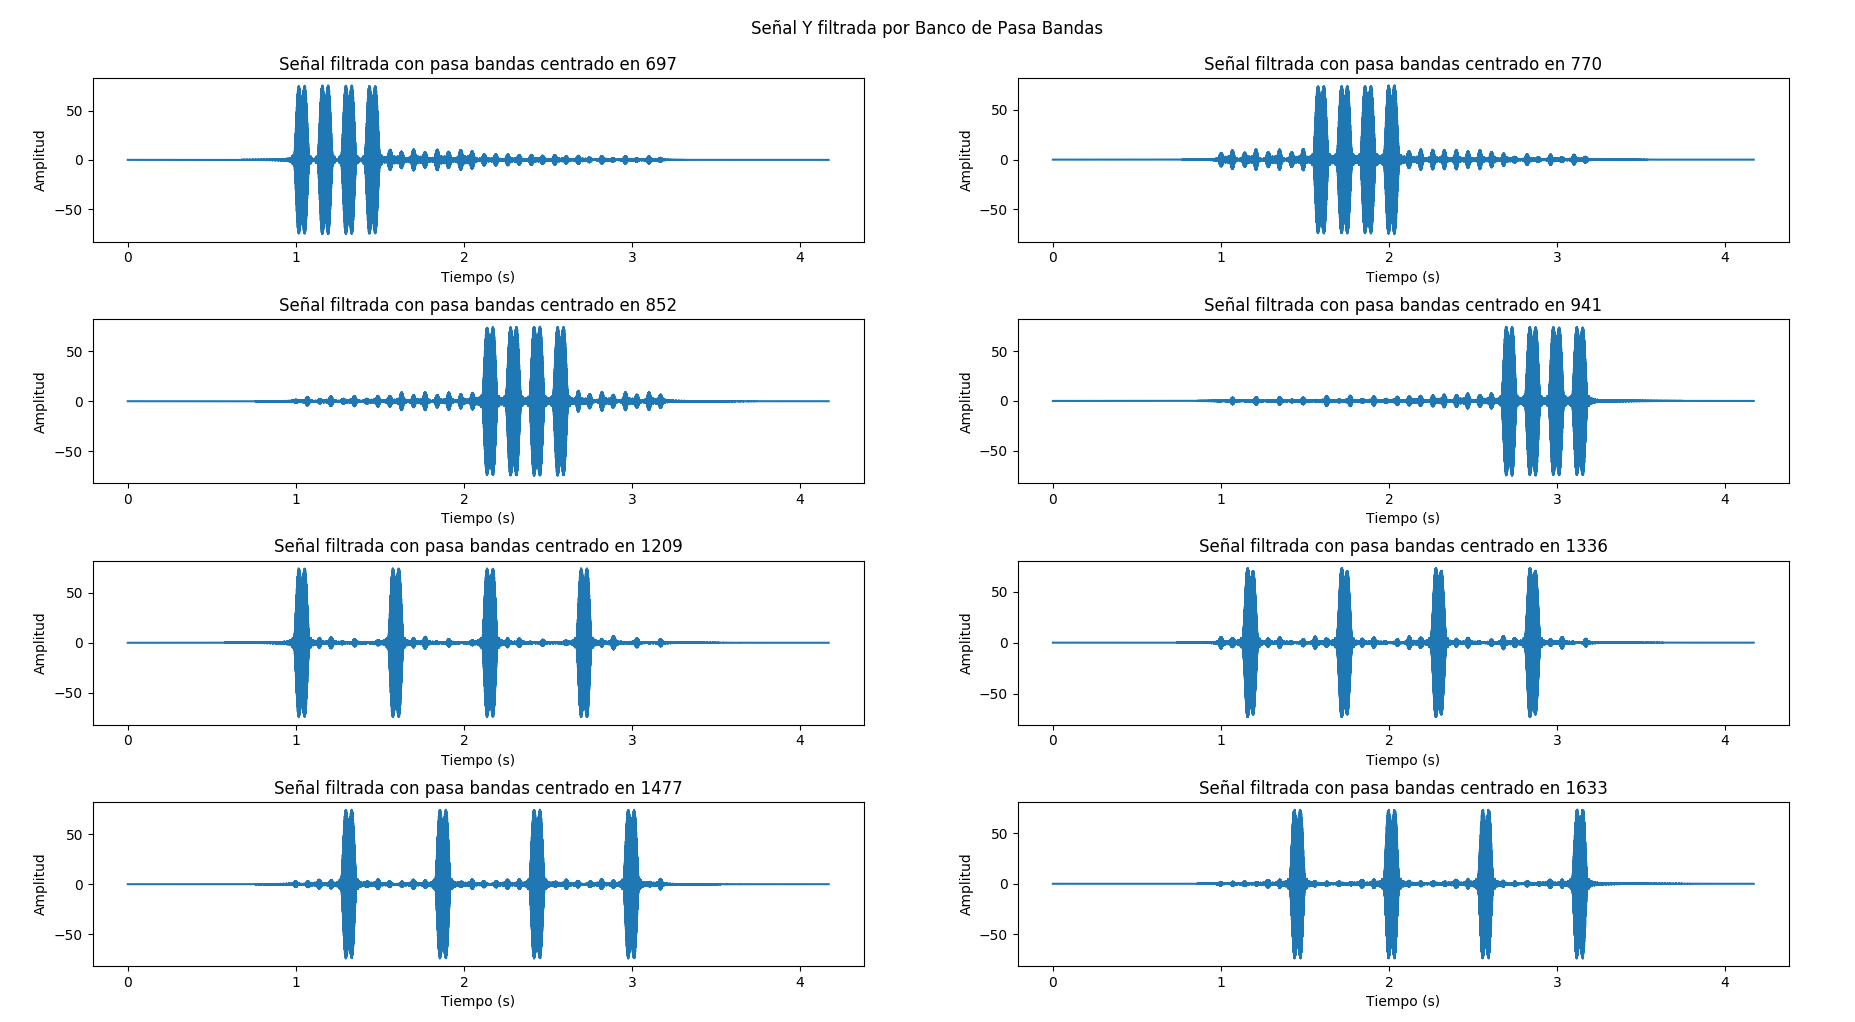 Señal Y filtrada por Banco de Pasa Bandas
Señal filtrada con pasa bandas centrado en 697
Amplitud
50
0
−50
0 1 2 3 4
Tiempo (s)
Señal filtrada con pasa bandas centrado en 770
Amplitud
50
0
−50
0 1 2 3 4
Tiempo (s)
Señal filtrada con pasa bandas centrado en 852
Amplitud
50
0
−50
0 1 2 3 4
Tiempo (s)
Señal filtrada con pasa bandas centrado en 941
Amplitud
50
0
−50
0 1 2 3 4
Tiempo (s)
Señal filtrada con pasa bandas centrado en 1209
Amplitud
50
0
−50
0 1 2 3 4
Tiempo (s)
Señal filtrada con pasa bandas centrado en 1336
Amplitud
50
0
−50
0 1 2 3 4
Tiempo (s)
Señal filtrada con pasa bandas centrado en 1477
Amplitud
50
0
−50
0 1 2 3 4
Tiempo (s)
Señal filtrada con pasa bandas centrado en 1633
Amplitud
50
0
−50
0 1 2 3 4
Tiempo (s)